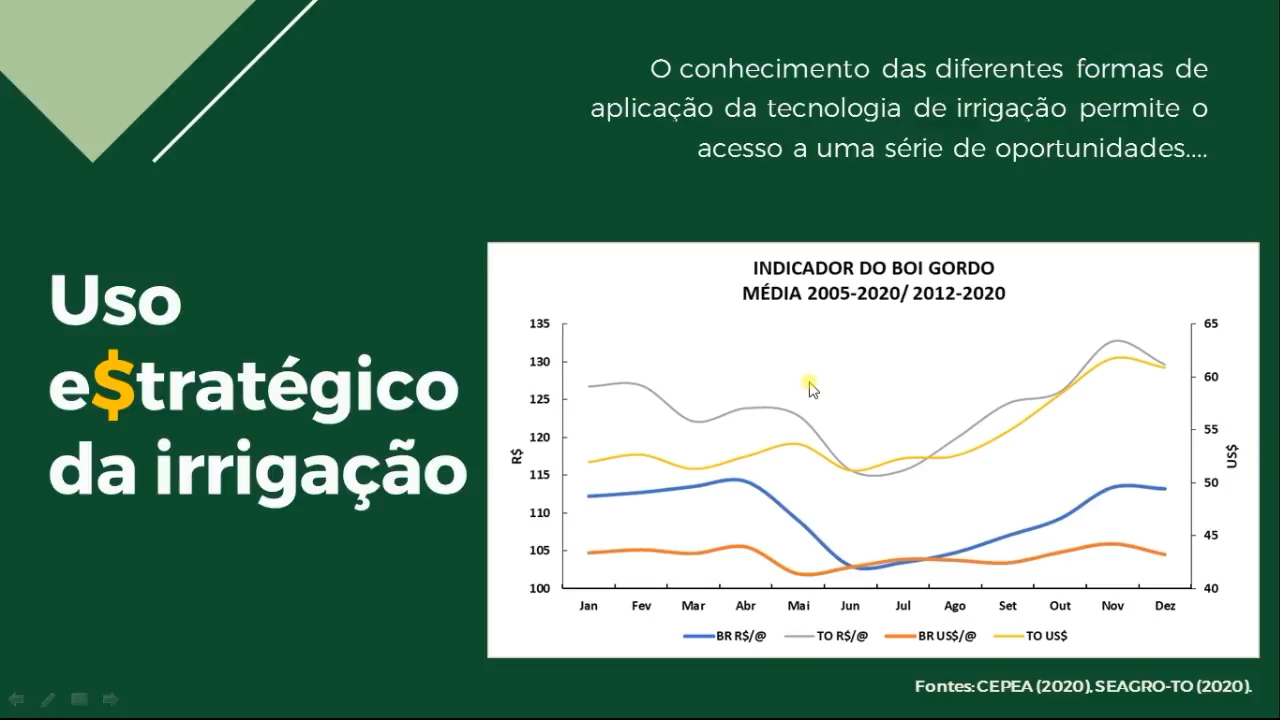 O conhecimento das diferentes formas de
aplicação da tecnologia de irrigação permite o
acesso a uma série de oportunidades....
Uso
e$tratégico
da irrigação
INDICADOR DO BOI GORDO
MÉDIA 2005-2020/ 2012-2020
R$
135
130
125
120
115
110
105
100
US$
65
60
55
50
45
40
Jan Fev Mar Abr Mai Jun Jul Ago Set Out Nov Dez
BR R$/@ TO R$/@ BR US$/@ TO US$
Fontes: CEPEA (2020), SEAGRO-TO (2020).